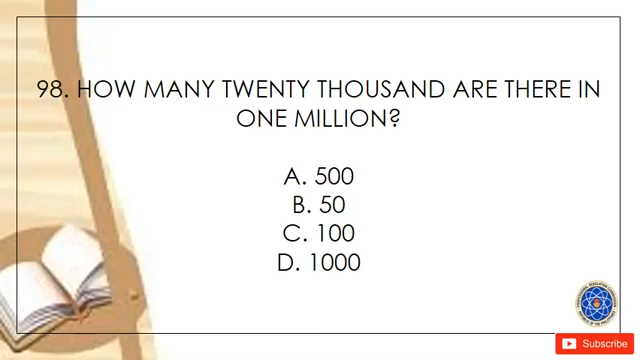 98. HOW MANY TWENTY THOUSAND ARE THERE IN
ONE MILLION?
A. 500
B. 50
C. 100
D. 1000
Subscribe